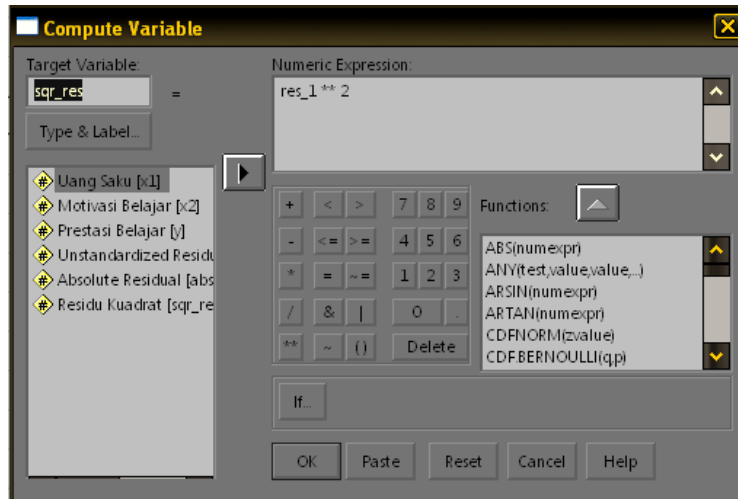 Compute Variable
Target Variable:
sqr_res
=
Type & Label...
Numeric Expression:
res_1 ** 2
Uang Saku [x1]
Motivasi Belajar [x2]
Prestasi Belajar [y]
Unstandardized Residu
Absolute Residual [abs
Residu Kuadrat [sqr_re
+ < > 7 8 9
- <= >= 4 5 6
* = ~= 1 2 3
/ & | 0 .
** ~ () Delete
Functions:
ABS(numexpr)
ANY(test,value,value,...)
ARSIN(numexpr)
ARTAN(numexpr)
CDFNORM(zvalue)
CDF.BERNOULLI(q,p)
If...
OK Paste Reset Cancel Help